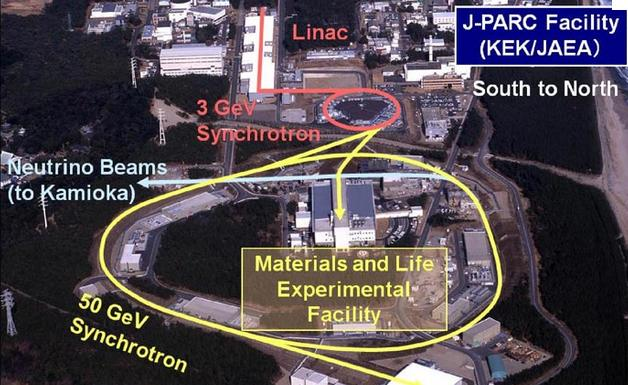 J-PARC Facility
(KEK/JAEA)
Linac
South to North
3 GeV
Synchrotron
Neutrino Beams
(to Kamioka)
Materials and Life
Experimental
Facility
50 GeV
Synchrotron